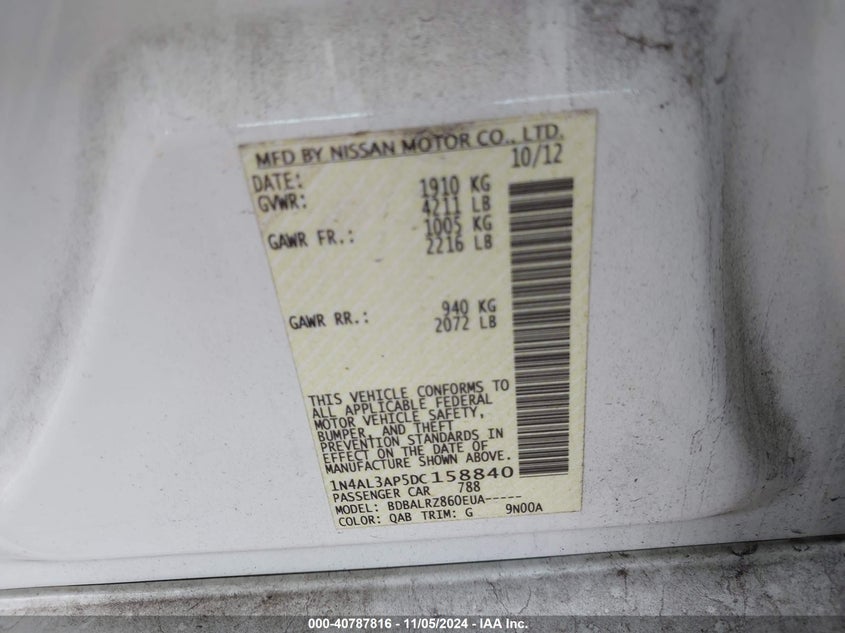 MFD BY NISSAN MOTOR CO., LTD.
DATE: 10/12
GVWR: 1910 KG
4211 LB
GAWR FR.: 1005 KG
2216 LB
GAWR RR.: 940 KG
2072 LB
THIS VEHICLE CONFORMS TO
ALL APPLICABLE FEDERAL
MOTOR VEHICLE SAFETY,
BUMPER, AND THEFT
PREVENTION STANDARDS IN
EFFECT ON THE DATE OF
MANUFACTURE SHOWN ABOVE.
1N4AL3AP5DC158840
PASSENGER CAR 788
MODEL: BDBALRZ860EUA-----
COLOR: QAB TRIM: G 9N00A
000-40787816 - 11/05/2024 - IAA Inc.